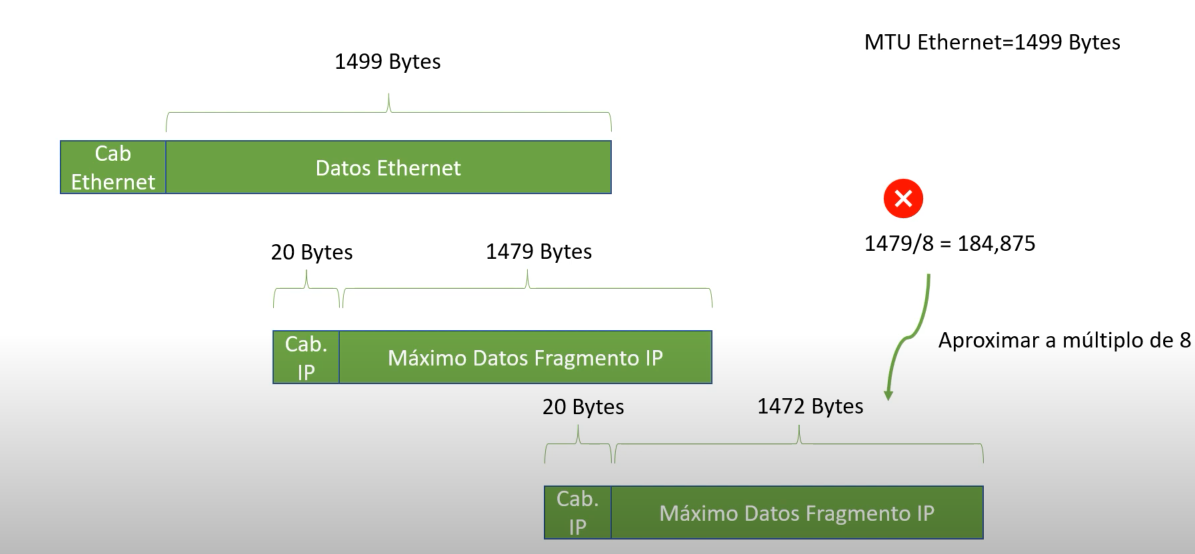 MTU Ethernet=1499 Bytes
1499 Bytes
Cab
Ethernet
Datos Ethernet
1479/8 = 184,875
20 Bytes
1479 Bytes
Cab.
IP
Máximo Datos Fragmento IP
Aproximar a múltiplo de 8
20 Bytes
1472 Bytes
Cab.
IP
Máximo Datos Fragmento IP